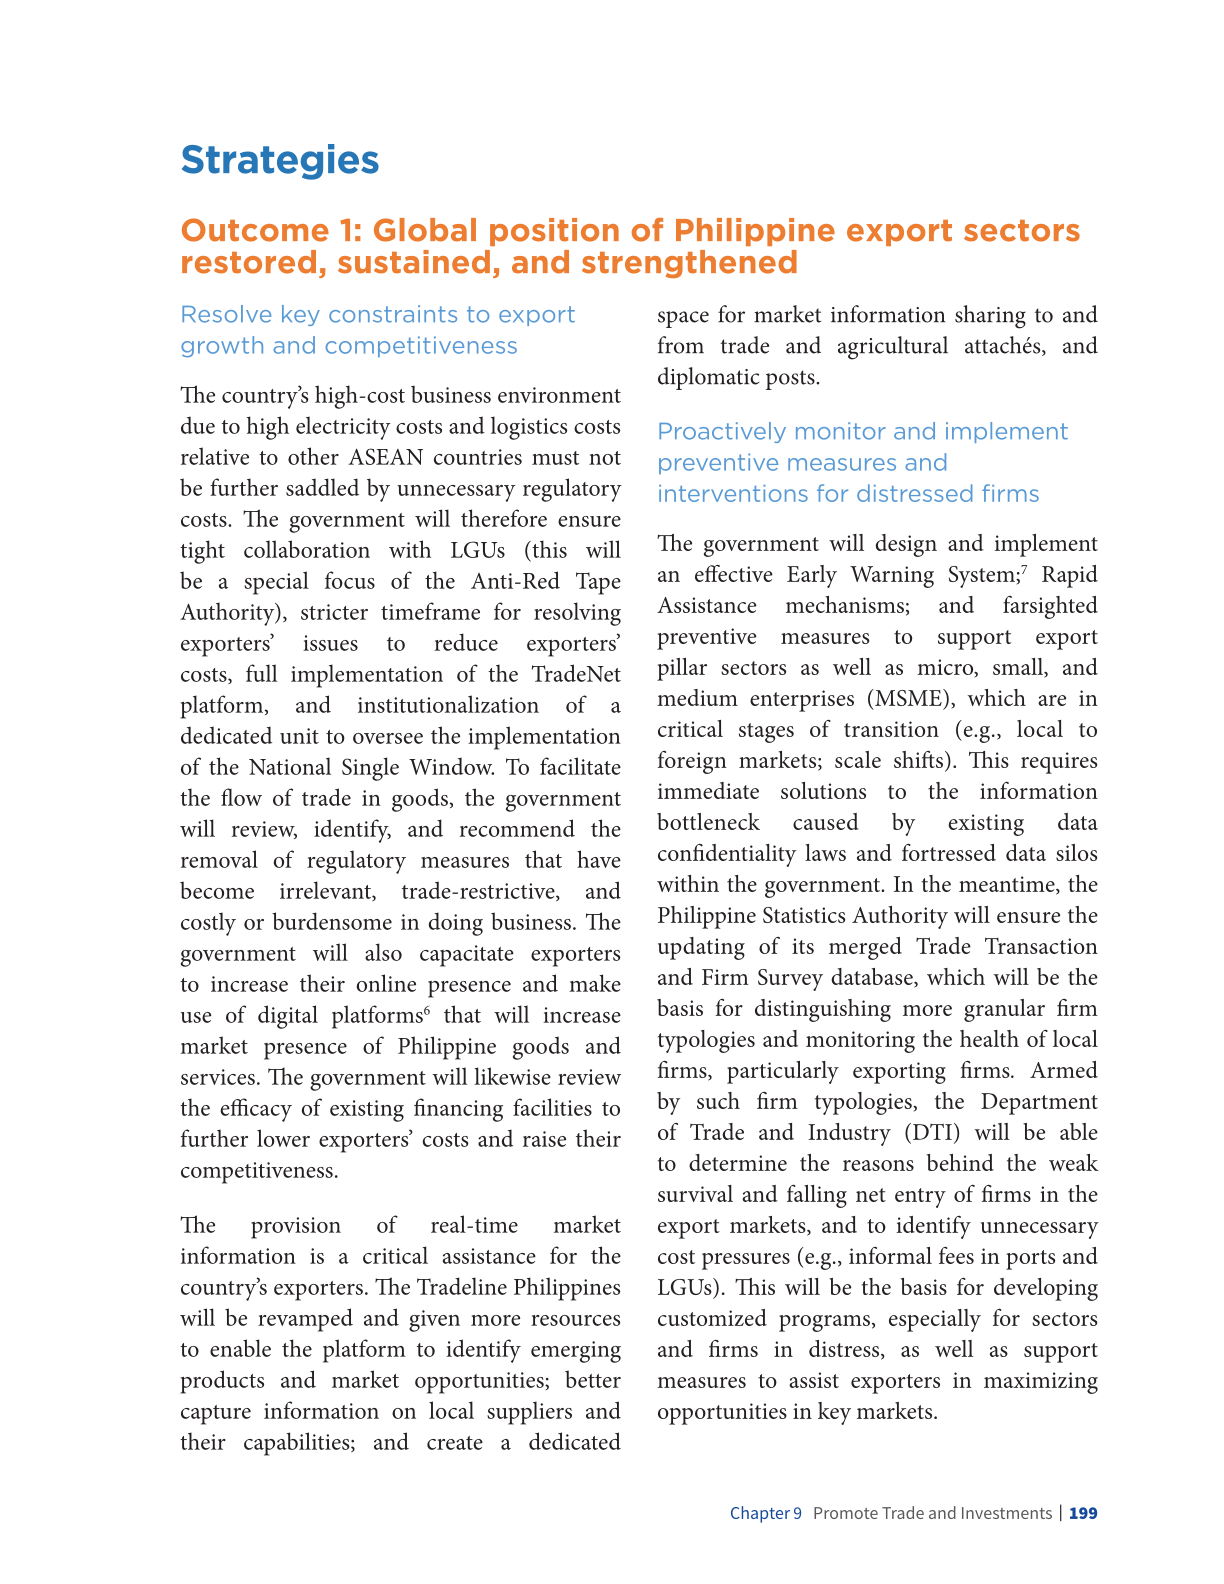 Strategies
Outcome 1: Global position of Philippine export sectors
restored, sustained, and strengthened
Resolve key constraints to export
growth and competitiveness
The country’s high-cost business environment
due to high electricity costs and logistics costs
relative to other ASEAN countries must not
be further saddled by unnecessary regulatory
costs. The government will therefore ensure
tight collaboration with LGUs (this will
be a special focus of the Anti-Red Tape
Authority), stricter timeframe for resolving
exporters’ issues to reduce exporters’
costs, full implementation of the TradeNet
platform, and institutionalization of a
dedicated unit to oversee the implementation
of the National Single Window. To facilitate
the flow of trade in goods, the government
will review, identify, and recommend the
removal of regulatory measures that have
become irrelevant, trade-restrictive, and
costly or burdensome in doing business. The
government will also capacitate exporters
to increase their online presence and make
use of digital platforms⁶ that will increase
market presence of Philippine goods and
services. The government will likewise review
the efficacy of existing financing facilities to
further lower exporters’ costs and raise their
competitiveness.
The provision of real-time market
information is a critical assistance for the
country’s exporters. The Tradeline Philippines
will be revamped and given more resources
to enable the platform to identify emerging
products and market opportunities; better
capture information on local suppliers and
their capabilities; and create a dedicated
space for market information sharing to and
from trade and agricultural attachés, and
diplomatic posts.
Proactively monitor and implement
preventive measures and
interventions for distressed firms
The government will design and implement
an effective Early Warning System;⁷ Rapid
Assistance mechanisms; and farsighted
preventive measures to support export
pillar sectors as well as micro, small, and
medium enterprises (MSME), which are in
critical stages of transition (e.g., local to
foreign markets; scale shifts). This requires
immediate solutions to the information
bottleneck caused by existing data
confidentiality laws and fortressed data silos
within the government. In the meantime, the
Philippine Statistics Authority will ensure the
updating of its merged Trade Transaction
and Firm Survey database, which will be the
basis for distinguishing more granular firm
typologies and monitoring the health of local
firms, particularly exporting firms. Armed
by such firm typologies, the Department
of Trade and Industry (DTI) will be able
to determine the reasons behind the weak
survival and falling net entry of firms in the
export markets, and to identify unnecessary
cost pressures (e.g., informal fees in ports and
LGUs). This will be the basis for developing
customized programs, especially for sectors
and firms in distress, as well as support
measures to assist exporters in maximizing
opportunities in key markets.
Chapter 9 Promote Trade and Investments | 199